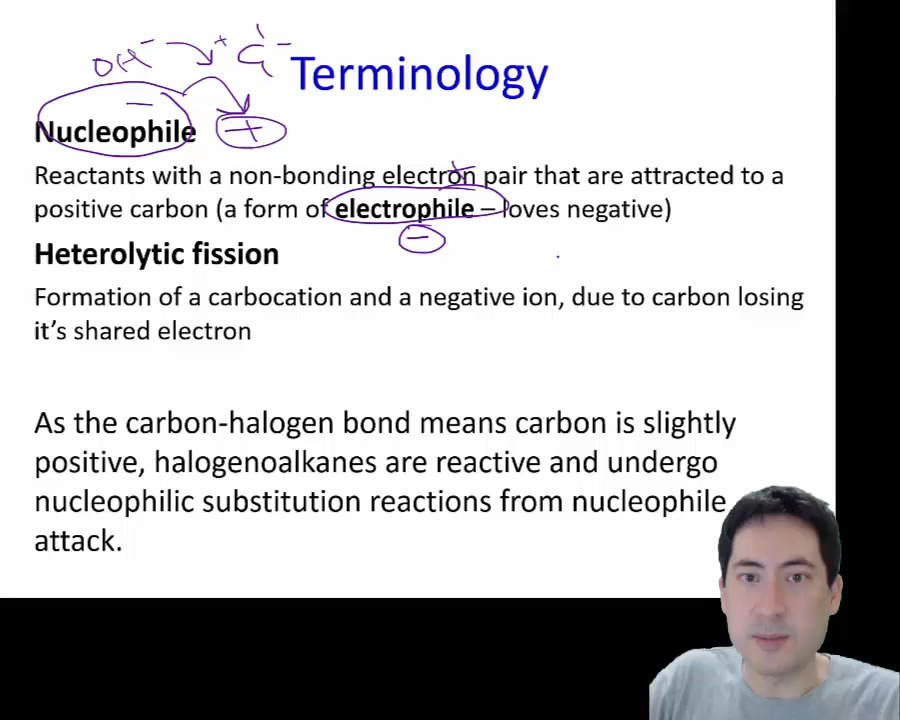 OH⁻ + C –
Terminology
–
Nucleophile +
Reactants with a non-bonding electron pair that are attracted to a
+
positive carbon (a form of electrophile – loves negative)
–
Heterolytic fission
Formation of a carbocation and a negative ion, due to carbon losing
it's shared electron
As the carbon-halogen bond means carbon is slightly
positive, halogenoalkanes are reactive and undergo
nucleophilic substitution reactions from nucleophile
attack.